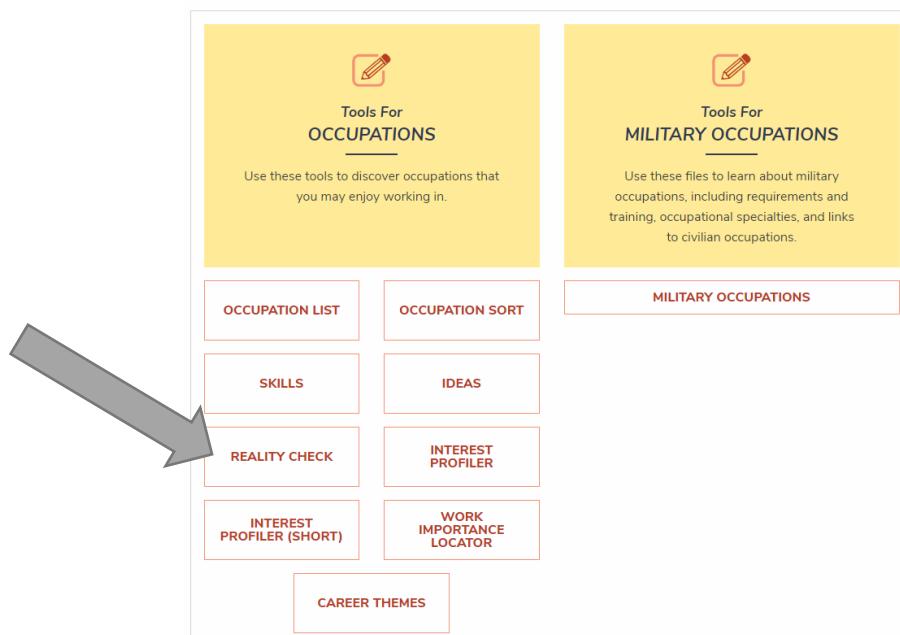 Tools For
OCCUPATIONS
Use these tools to discover occupations that
you may enjoy working in.
Tools For
MILITARY OCCUPATIONS
Use these files to learn about military
occupations, including requirements and
training, occupational specialties, and links
to civilian occupations.
OCCUPATION LIST
OCCUPATION SORT
MILITARY OCCUPATIONS
SKILLS
IDEAS
REALITY CHECK
INTEREST
PROFILER
INTEREST
PROFILER (SHORT)
WORK
IMPORTANCE
LOCATOR
CAREER THEMES